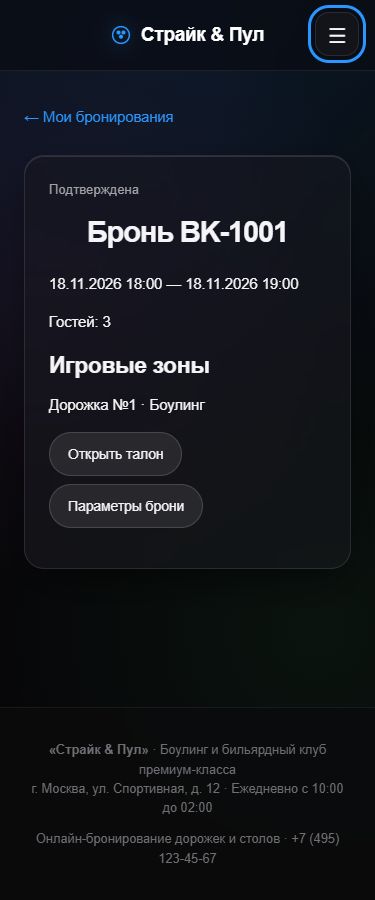 Страйк & Пул
← Мои бронирования
Подтверждена
Бронь BK-1001
18.11.2026 18:00 — 18.11.2026 19:00
Гостей: 3
Игровые зоны
Дорожка №1 · Боулинг
Открыть талон
Параметры брони
«Страйк & Пул» · Боулинг и бильярдный клуб
премиум-класса
г. Москва, ул. Спортивная, д. 12 · Ежедневно с 10:00
до 02:00
Онлайн-бронирование дорожек и столов · +7 (495)
123-45-67